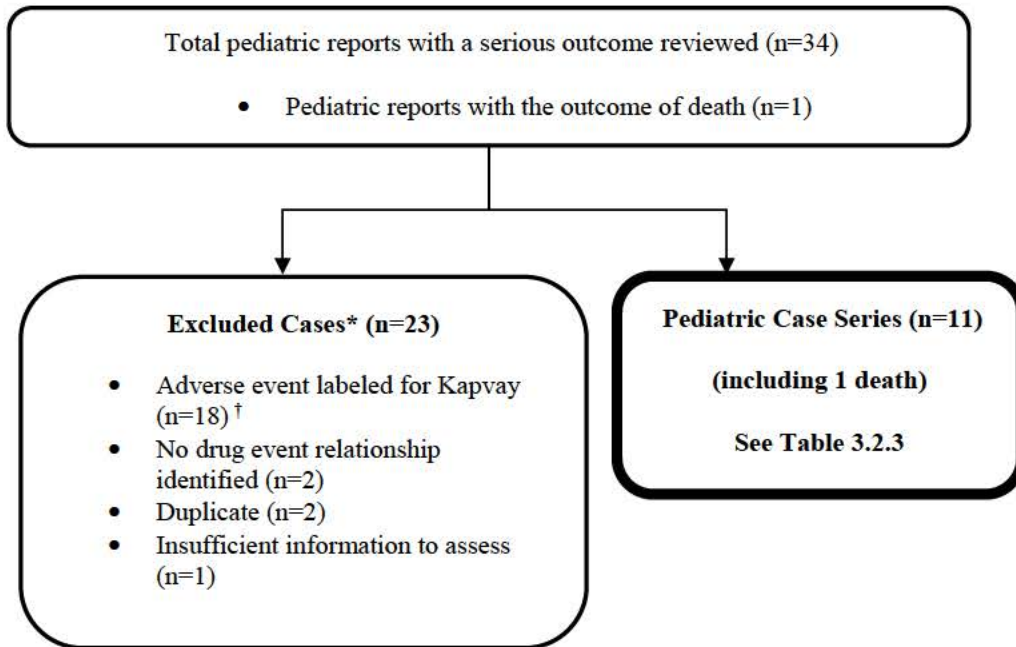 Total pediatric reports with a serious outcome reviewed (n=34)
• Pediatric reports with the outcome of death (n=1)
Excluded Cases* (n=23)
• Adverse event labeled for Kapvay
(n=18) †
• No drug event relationship
identified (n=2)
• Duplicate (n=2)
• Insufficient information to assess
(n=1)
Pediatric Case Series (n=11)
(including 1 death)
See Table 3.2.3